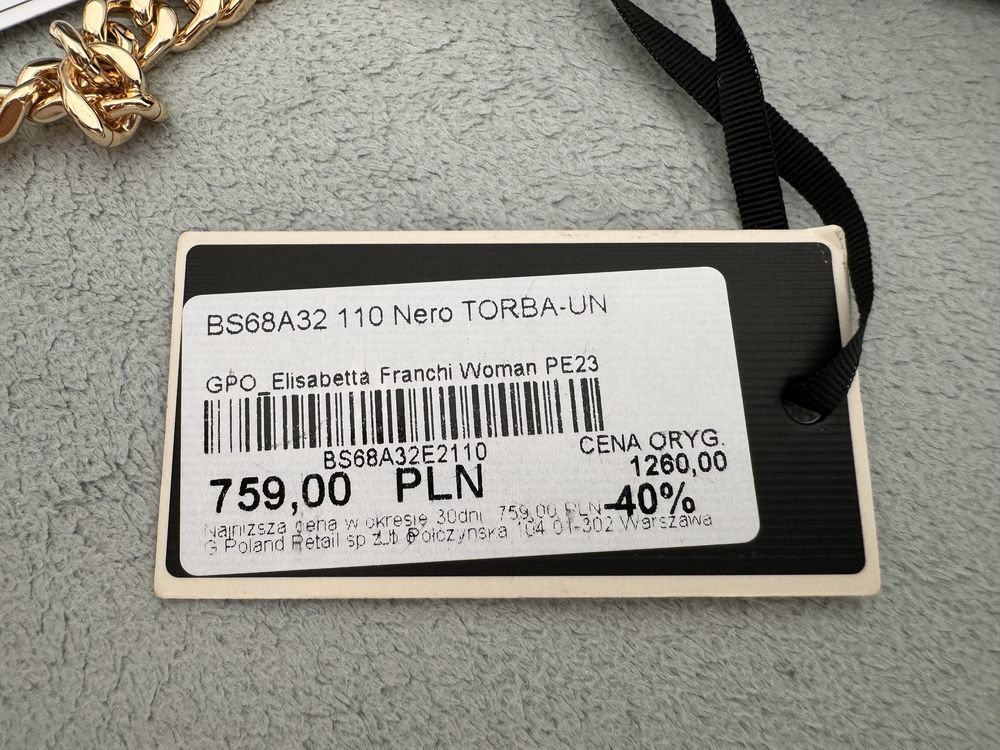 BS68A32 110 Nero TORBA-UN
GPO_Elisabetta Franchi Woman PE23
BS68A32E2110
CENA ORYG.
1260,00
759,00 PLN
-40%
Najniższa cena w okresie 30dni 759,00 PLN
G Poland Retail sp Połczyńska 104 01-302 Warszawa